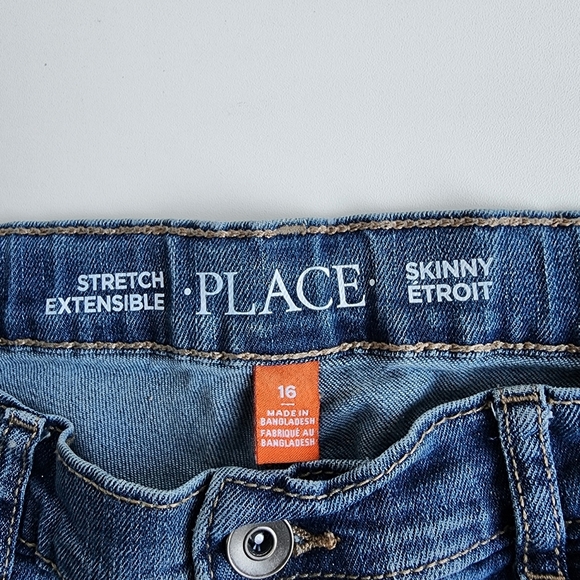 STRETCH
EXTENSIBLE
·PLACE·
SKINNY
ÉTROIT
16
MADE IN
BANGLADESH
FABRIQUÉ AU
BANGLADESH